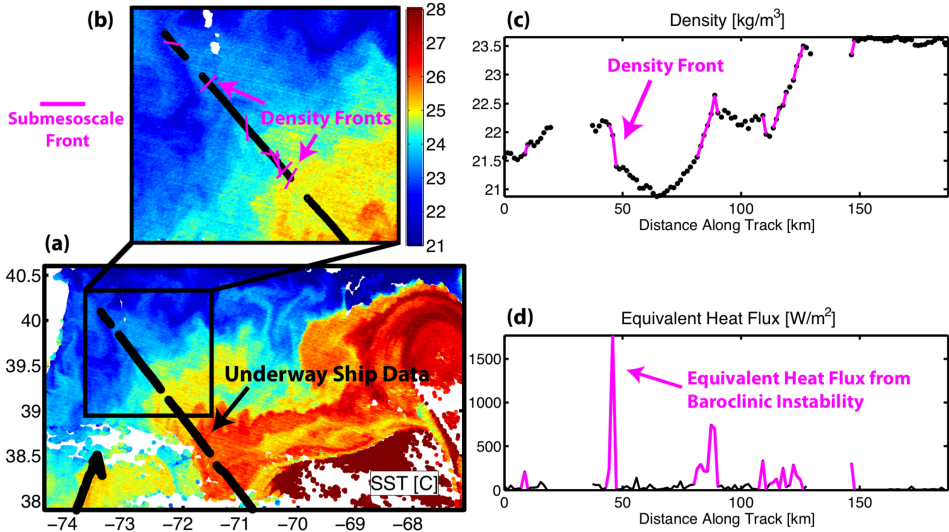 (b)
28
27
26
25
24
23
22
21
Submesoscale
Front
Density Fronts
(a)
40.5
40
39.5
39
38.5
38
Underway Ship Data
SST [C]
−74 −73 −72 −71 −70 −69 −68
(c)
Density [kg/m³]
23.5
23
22.5
22
21.5
21
Density Front
0 50 100 150
Distance Along Track [km]
(d)
Equivalent Heat Flux [W/m²]
1500
1000
500
0
Equivalent Heat Flux from
Baroclinic Instability
0 50 100 150
Distance Along Track [km]